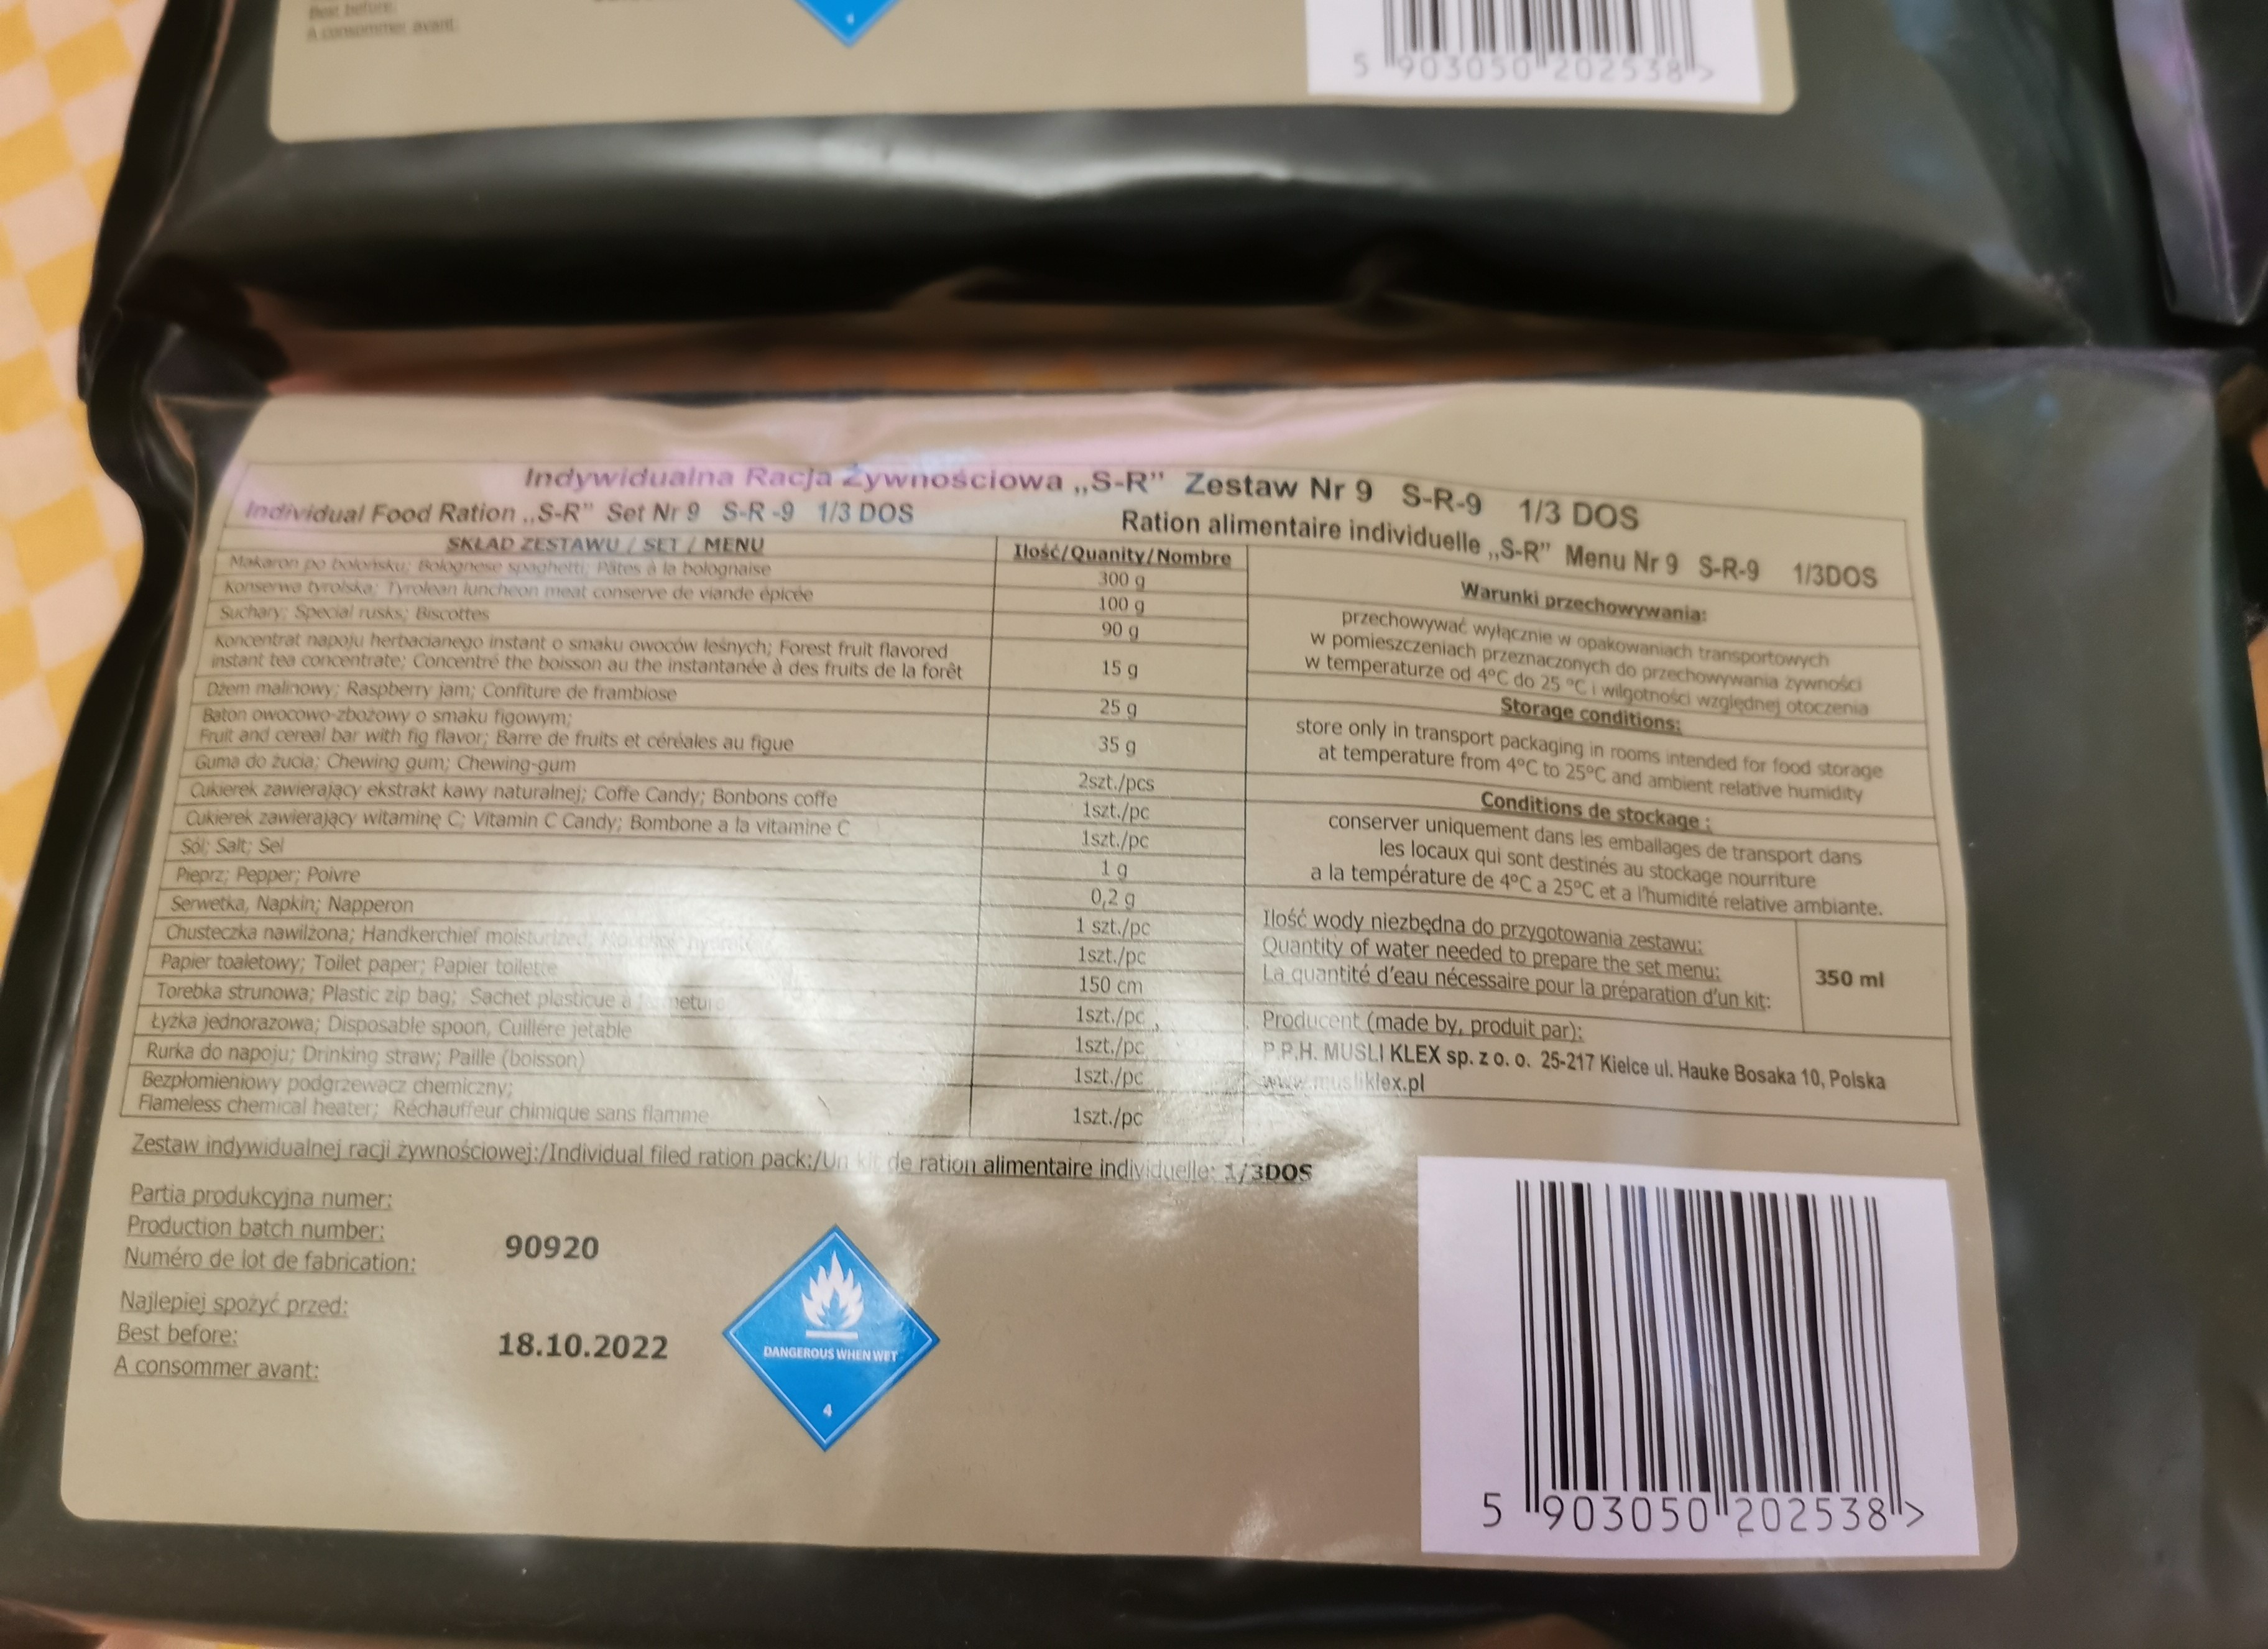 Best before:
A consommer avant:
4
5 903050 202538 >
Indywidualna Racja Żywnościowa „S-R” Zestaw Nr 9 S-R-9 1/3 DOS
Individual Food Ration „S-R” Set Nr 9 S-R -9 1/3 DOS
Ration alimentaire individuelle „S-R” Menu Nr 9 S-R-9 1/3DOS
SKŁAD ZESTAWU / SET / MENU
Ilość/Quanity/Nombre
Makaron po bolońsku; Bolognese spaghetti; Pâtes à la bolognaise
300 g
Konserwa tyrolska; Tyrolean luncheon meat conserve de viande épicée
100 g
Suchary; Special rusks; Biscottes
90 g
Koncentrat napoju herbacianego instant o smaku owoców leśnych; Forest fruit flavored
instant tea concentrate; Concentré the boisson au the instantanée à des fruits de la forêt
15 g
Dżem malinowy; Raspberry jam; Confiture de frambiose
25 g
Baton owocowo-zbożowy o smaku figowym;
Fruit and cereal bar with fig flavor; Barre de fruits et céréales au figue
35 g
Guma do żucia; Chewing gum; Chewing-gum
2szt./pcs
Cukierek zawierający ekstrakt kawy naturalnej; Coffe Candy; Bonbons coffe
1szt./pc
Cukierek zawierający witaminę C; Vitamin C Candy; Bombone a la vitamine C
1szt./pc
Sól; Salt; Sel
1 g
Pieprz; Pepper; Poivre
0,2 g
Serwetka, Napkin; Napperon
1 szt./pc
Chusteczka nawilżona; Handkerchief moisturized;
1szt./pc
Papier toaletowy; Toilet paper; Papier toilette
150 cm
Torebka strunowa; Plastic zip bag; Sachet plasticue a
1szt./pc
Łyżka jednorazowa; Disposable spoon, Cuillére jetable
1szt./pc
Rurka do napoju; Drinking straw; Paille (boisson)
1szt./pc
Bezpłomieniowy podgrzewacz chemiczny;
Flameless chemical heater; Réchauffeur chimique sans flamme
1szt./pc
Warunki przechowywania:
przechowywać wyłącznie w opakowaniach transportowych
w pomieszczeniach przeznaczonych do przechowywania żywności
w temperaturze od 4°C do 25 °C i wilgotności względnej otoczenia
Storage conditions:
store only in transport packaging in rooms intended for food storage
at temperature from 4°C to 25°C and ambient relative humidity
Conditions de stockage :
conserver uniquement dans les emballages de transport dans
les locaux qui sont destinés au stockage nourriture
a la température de 4°C a 25°C et a l'humidité relative ambiante.
Ilość wody niezbędna do przygotowania zestawu:
Quantity of water needed to prepare the set menu:
La quantité d'eau nécessaire pour la préparation d'un kit:
350 ml
Producent (made by, produit par):
P.P.H. MUSLI KLEX sp. z o. o. 25-217 Kielce ul. Hauke Bosaka 10, Polska
www.musliklex.pl
Zestaw indywidualnej racji żywnościowej:/Individual filed ration pack:/Un kit de ration alimentaire individuelle: 1/3DOS
Partia produkcyjna numer:
Production batch number:
Numéro de lot de fabrication:
90920
Najlepiej spożyć przed:
Best before:
A consommer avant:
18.10.2022
DANGEROUS WHEN WET
4
5 903050 202538 >